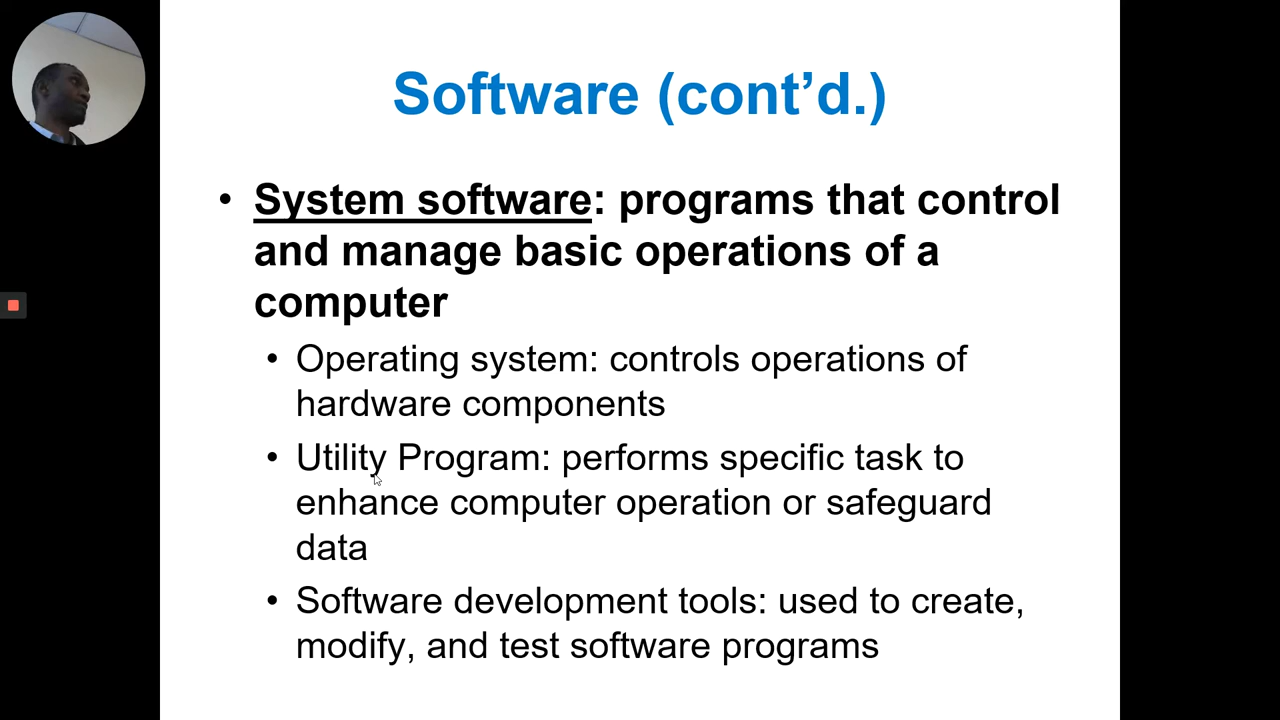 Software (cont’d.)
• System software: programs that control
and manage basic operations of a
computer
• Operating system: controls operations of
hardware components
• Utility Program: performs specific task to
enhance computer operation or safeguard
data
• Software development tools: used to create,
modify, and test software programs